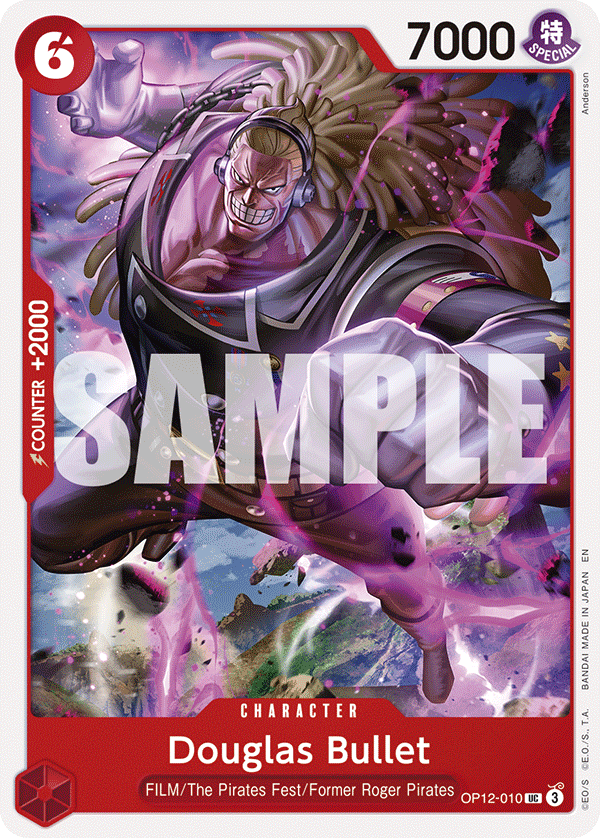 6
7000
特
SPECIAL
Anderson
COUNTER +2000
SAMPLE
©E.O./S., T.A. BANDAI MADE IN JAPAN EN
©EO/S
CHARACTER
Douglas Bullet
FILM/The Pirates Fest/Former Roger Pirates
OP12-010 UC 3